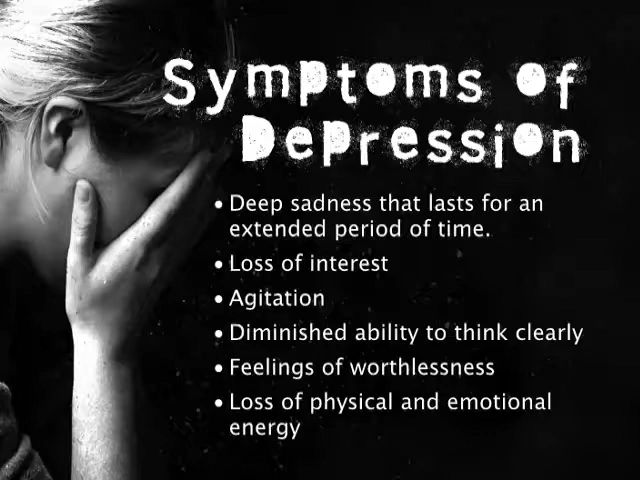 Symptoms of
Depression
• Deep sadness that lasts for an
extended period of time.
• Loss of interest
• Agitation
• Diminished ability to think clearly
• Feelings of worthlessness
• Loss of physical and emotional
energy